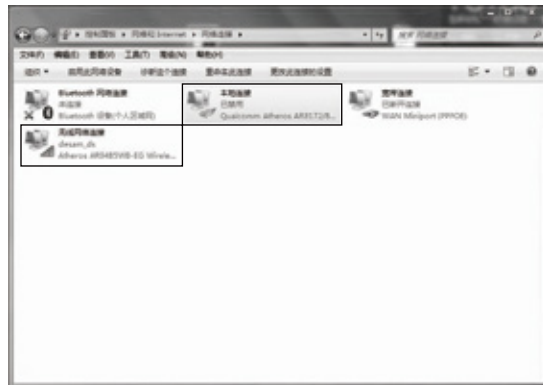 控制面板 ▸ 网络和 Internet ▸ 网络连接 ▸
搜索 网络连接
文件(F) 编辑(E) 查看(V) 工具(T) 高级(N) 帮助(H)
组织 启用此网络设备 诊断这个连接 重命名此连接 更改此连接的设置
Bluetooth 网络连接
未连接
Bluetooth 设备(个人区域网)
本地连接
已禁用
Qualcomm Atheros AR8172/8...
宽带连接
已断开连接
WAN Miniport (PPPOE)
无线网络连接
desam_ds
Atheros AR9485WB-EG Wirele...